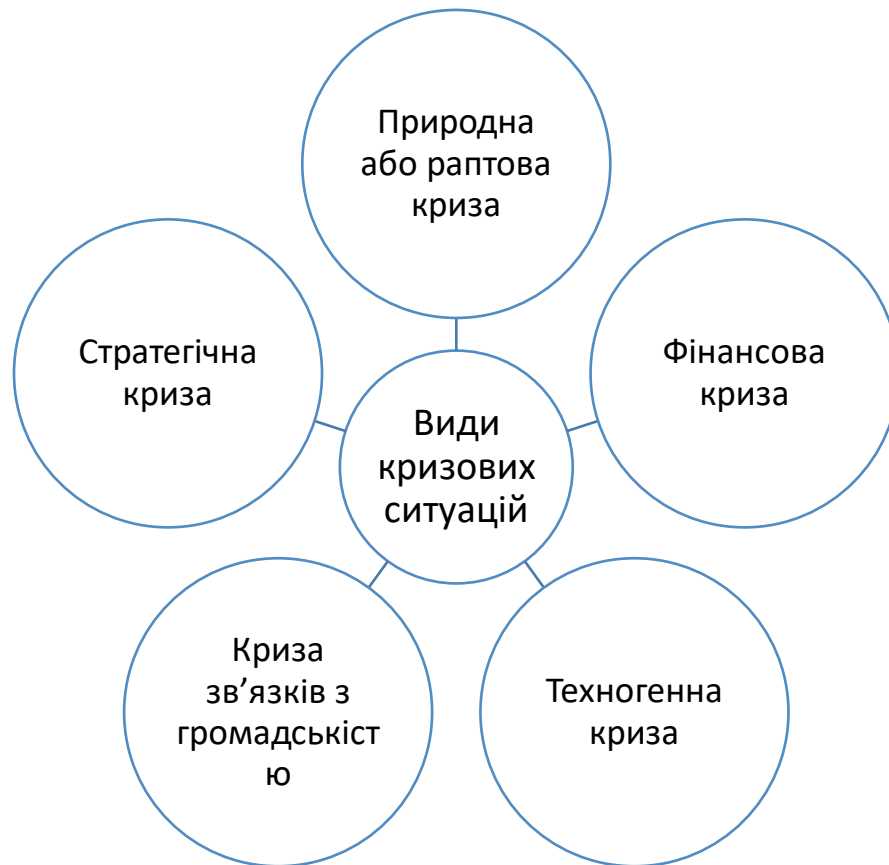 Природна
або раптова
криза
Стратегічна
криза
Фінансова
криза
Види
кризових
ситуацій
Криза
зв’язків з
громадськіст
ю
Техногенна
криза